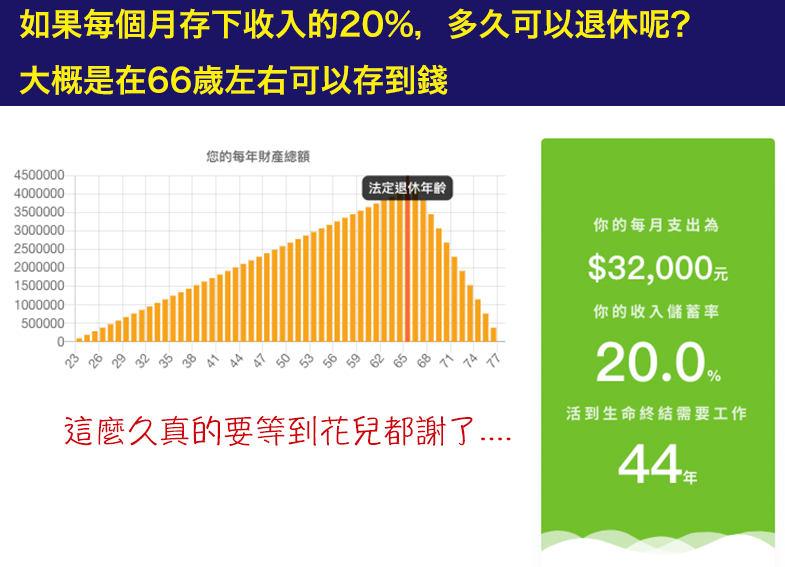 如果每個月存下收入的20%，多久可以退休呢?
大概是在66歲左右可以存到錢
您的每年財產總額
4500000
4000000
3500000
3000000
2500000
2000000
1500000
1000000
500000
0
法定退休年齡
23 26 29 32 35 38 41 44 47 50 53 56 59 62 65 68 71 74 77
這麼久真的要等到花兒都謝了....
你的每月支出為
$32,000元
你的收入儲蓄率
20.0%
活到生命終結需要工作
44年